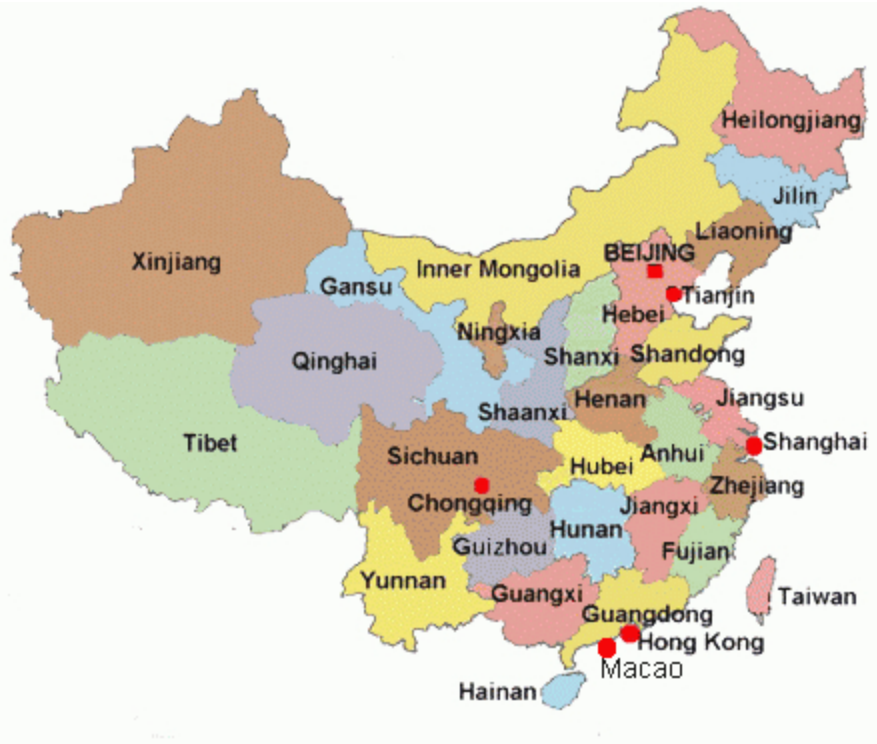 Heilongjiang
Jilin
Liaoning
BEIJING
Xinjiang
Inner Mongolia
Gansu
Tianjin
Hebei
Ningxia
Qinghai
Shanxi
Shandong
Jiangsu
Henan
Shaanxi
Tibet
Shanghai
Sichuan
Anhui
Hubei
Zhejiang
Chongqing
Jiangxi
Hunan
Guizhou
Fujian
Yunnan
Guangxi
Taiwan
Guangdong
Hong Kong
Macao
Hainan